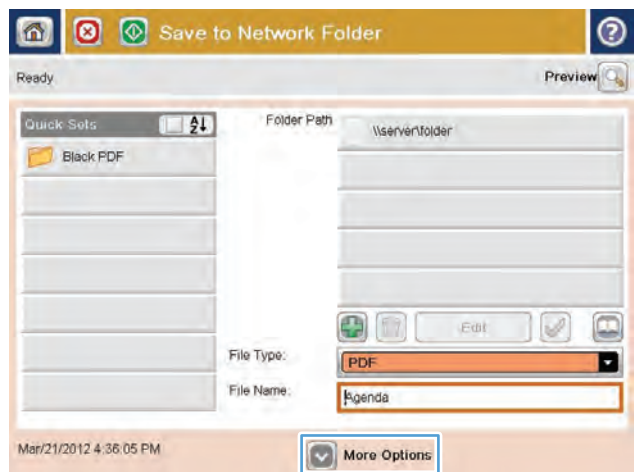 Save to Network Folder
Ready
Preview
Quick Sets
Black PDF
Folder Path
\\server\folder
Edit
File Type:
PDF
File Name:
Agenda
Mar/21/2012 4:36:05 PM
More Options